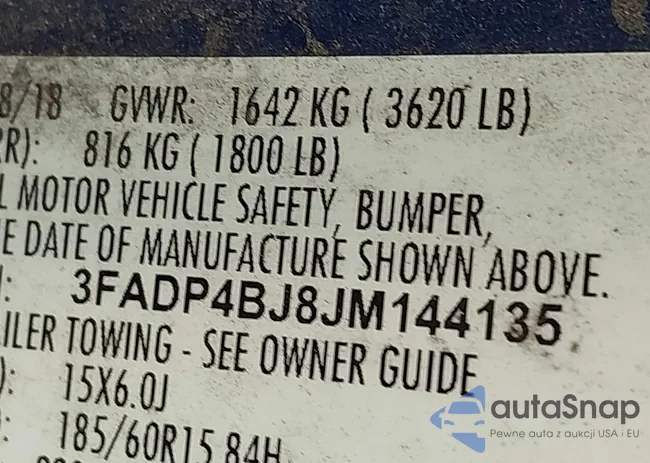 8/18 GVWR: 1642 KG ( 3620 LB)
RR): 816 KG ( 1800 LB)
L MOTOR VEHICLE SAFETY, BUMPER,
E DATE OF MANUFACTURE SHOWN ABOVE.
: 3FADP4BJ8JM144135
ILER TOWING - SEE OWNER GUIDE
): 15X6.0J
: 185/60R15 84H
autaSnap
Pewne auta z aukcji USA i EU